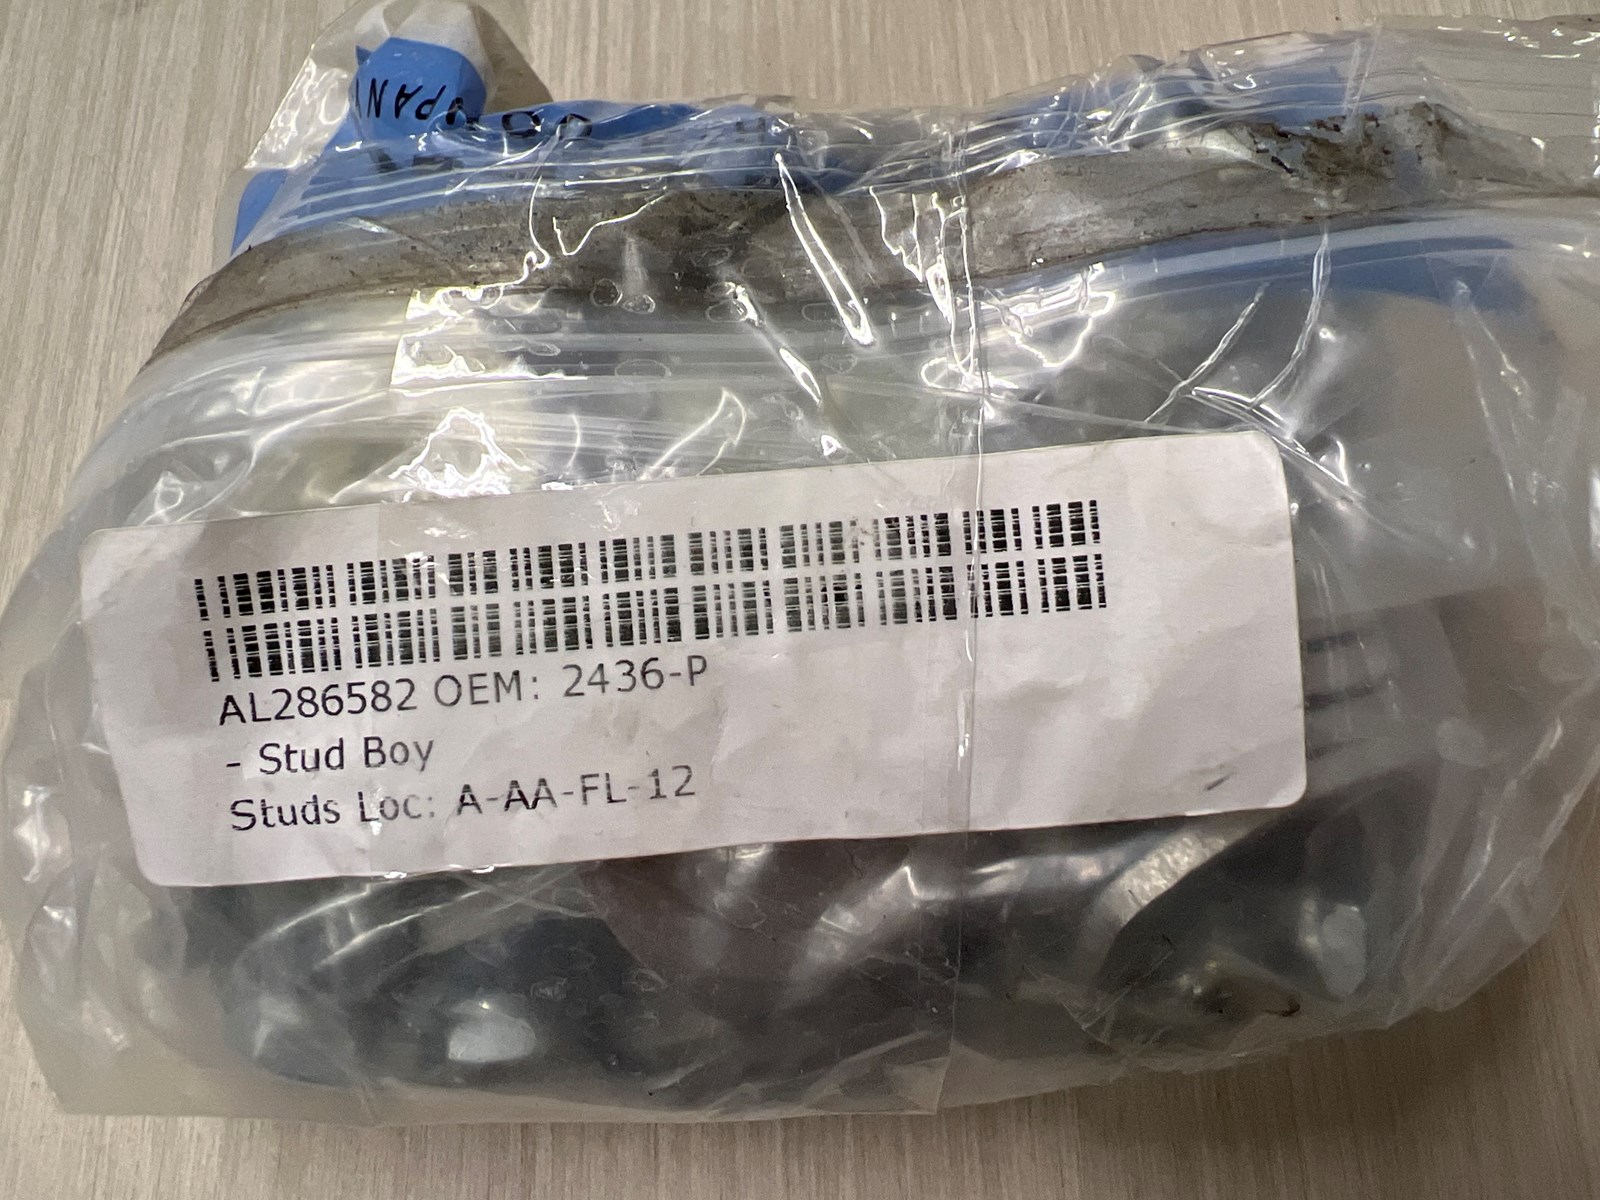 AL286582 OEM: 2436-P
- Stud Boy
Studs Loc: A-AA-FL-12